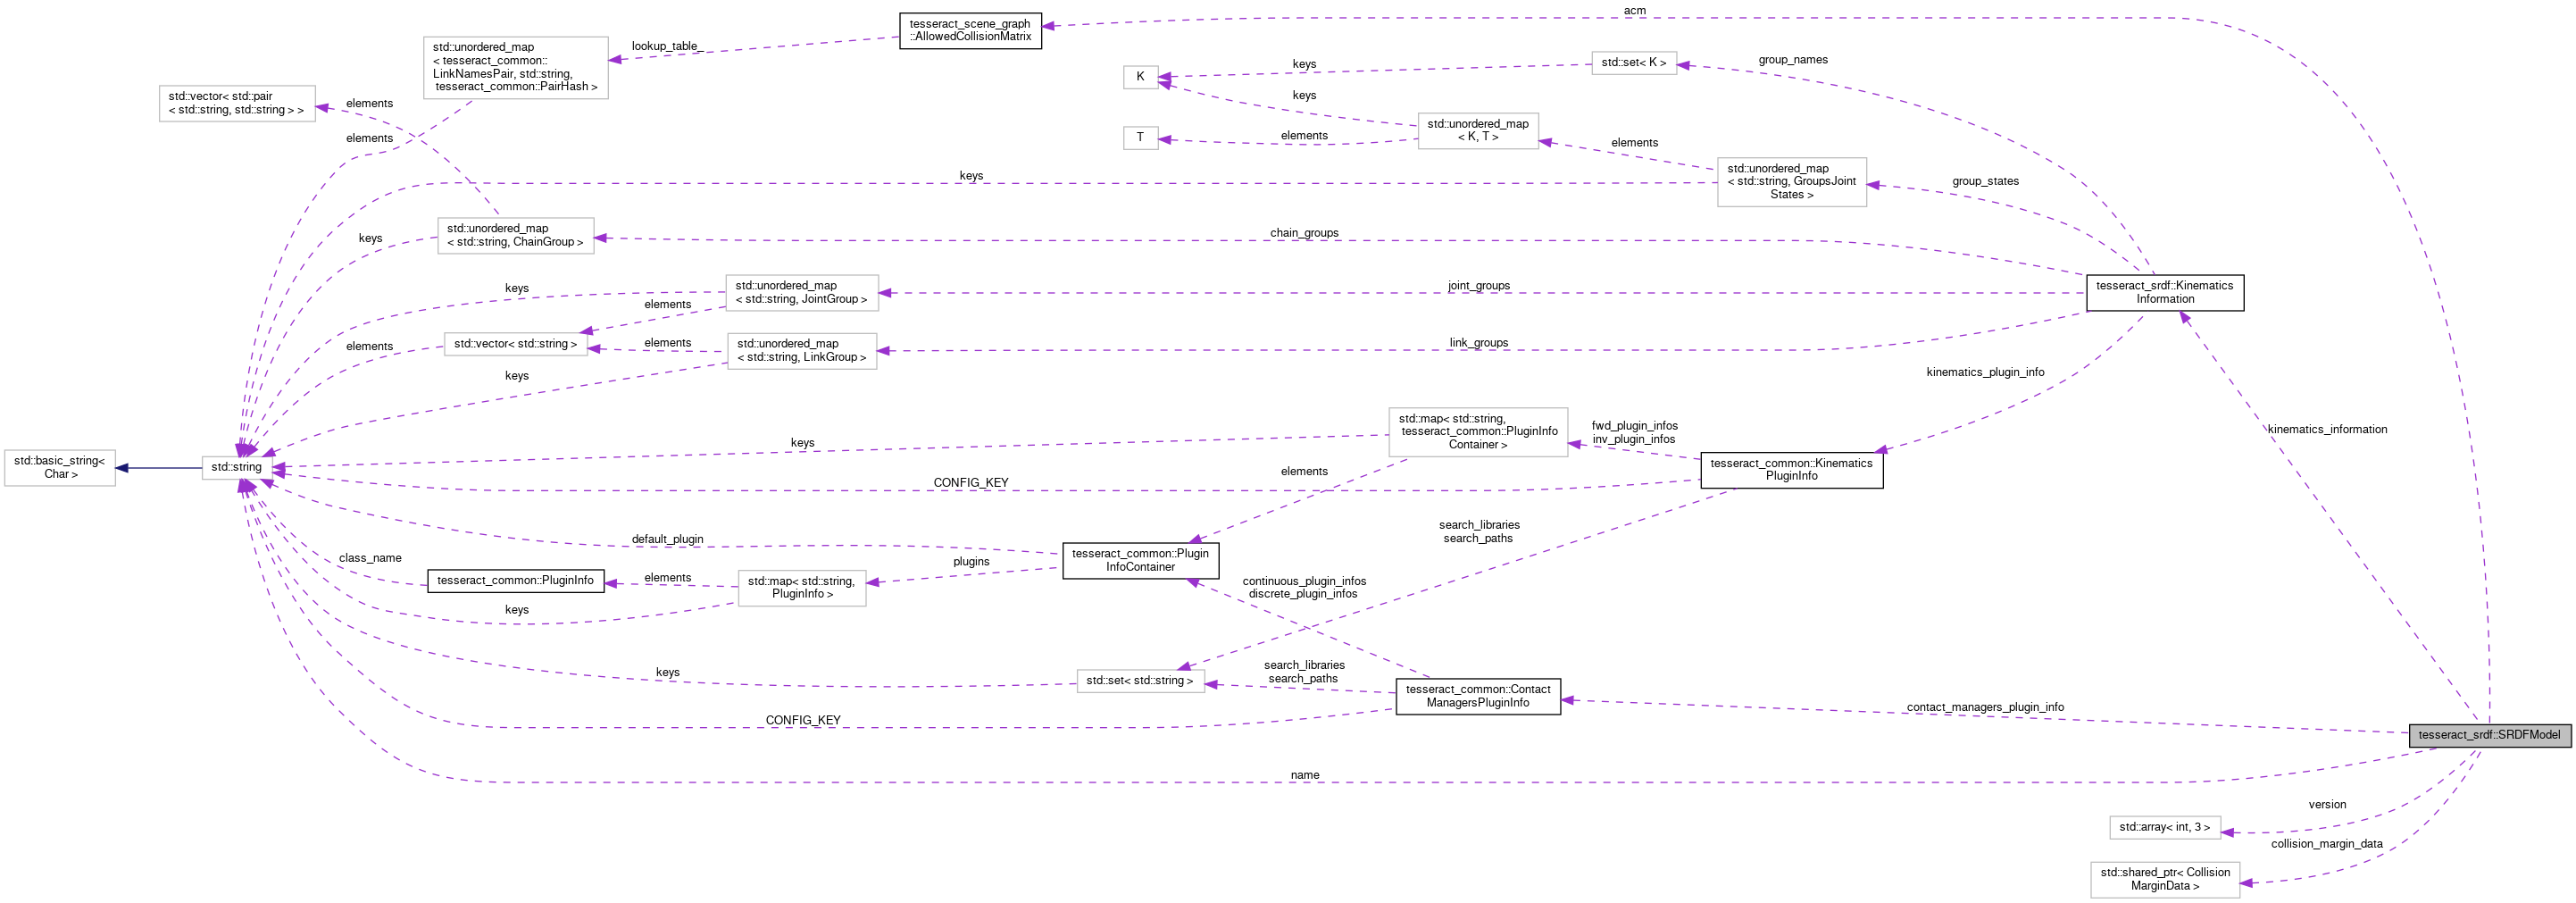 acm
tesseract_scene_graph
::AllowedCollisionMatrix
lookup_table_
std::unordered_map
< tesseract_common::
LinkNamesPair, std::string,
tesseract_common::PairHash >
std::set< K >
group_names
keys
K
std::vector< std::pair
< std::string, std::string > >
elements
keys
std::unordered_map
< K, T >
T
elements
elements
elements
std::unordered_map
< std::string, GroupsJoint
States >
group_states
keys
std::unordered_map
< std::string, ChainGroup >
keys
chain_groups
tesseract_srdf::Kinematics
Information
std::unordered_map
< std::string, JointGroup >
keys
joint_groups
elements
std::vector< std::string >
elements
elements
std::unordered_map
< std::string, LinkGroup >
link_groups
keys
kinematics_plugin_info
std::map< std::string,
tesseract_common::PluginInfo
Container >
fwd_plugin_infos
inv_plugin_infos
keys
kinematics_information
std::basic_string<
Char >
std::string
elements
tesseract_common::Kinematics
PluginInfo
CONFIG_KEY
search_libraries
search_paths
default_plugin
tesseract_common::Plugin
InfoContainer
class_name
plugins
tesseract_common::PluginInfo
elements
std::map< std::string,
PluginInfo >
continuous_plugin_infos
discrete_plugin_infos
keys
search_libraries
search_paths
keys
std::set< std::string >
tesseract_common::Contact
ManagersPluginInfo
contact_managers_plugin_info
CONFIG_KEY
tesseract_srdf::SRDFModel
name
version
std::array< int, 3 >
collision_margin_data
std::shared_ptr< Collision
MarginData >